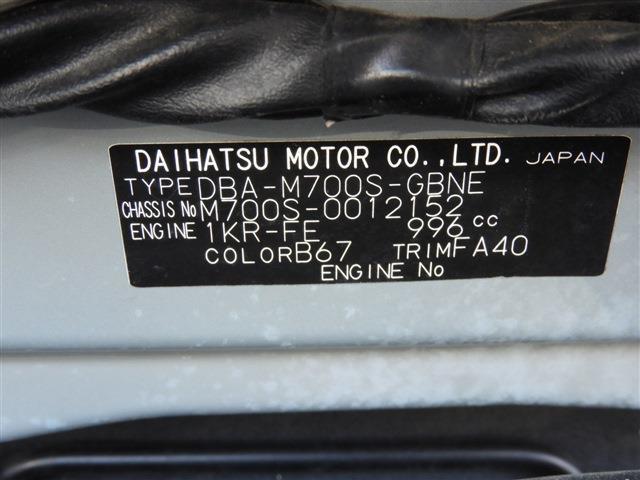 DAIHATSU MOTOR CO.,LTD. JAPAN
TYPE DBA-M700S-GBNE
CHASSIS No M700S-0012152
ENGINE 1KR-FE 996 cc
COLOR B67 TRIM FA40
ENGINE No